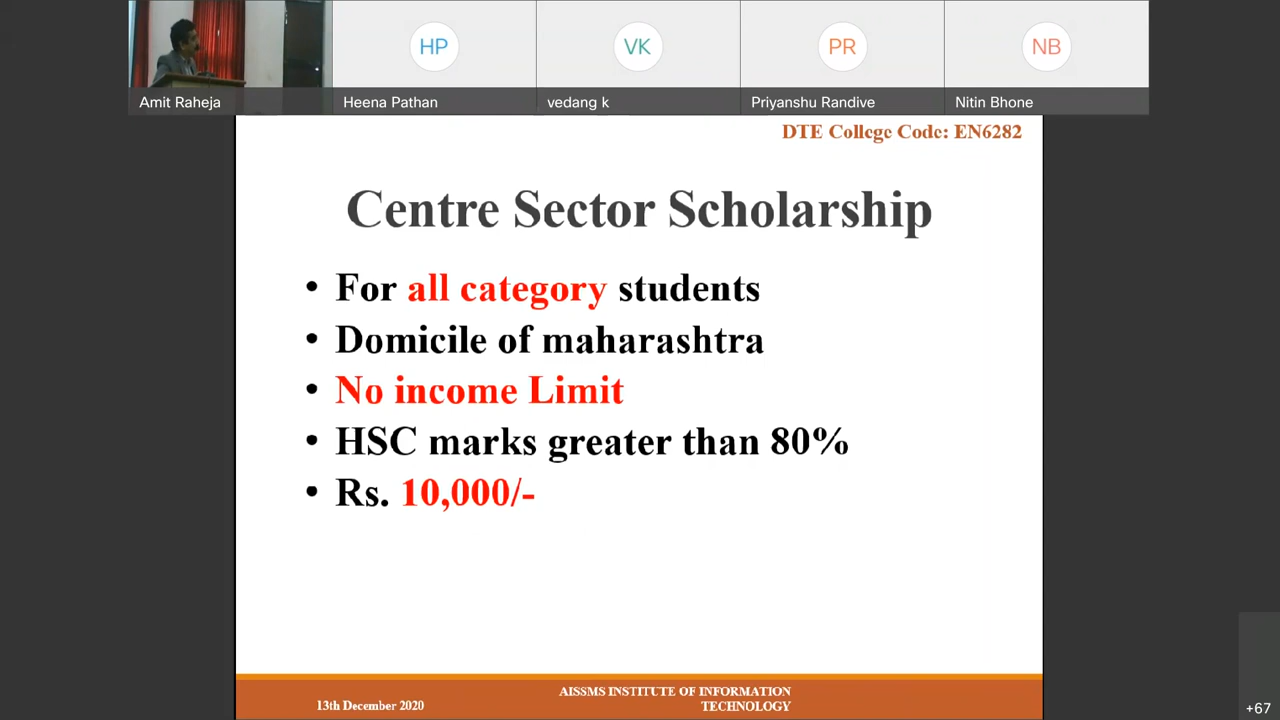 HP
VK
PR
NB
Amit Raheja
Heena Pathan
vedang k
Priyanshu Randive
Nitin Bhone
DTE College Code: EN6282
Centre Sector Scholarship
• For all category students
• Domicile of maharashtra
• No income Limit
• HSC marks greater than 80%
• Rs. 10,000/-
13th December 2020
AISSMS INSTITUTE OF INFORMATION
TECHNOLOGY
+67